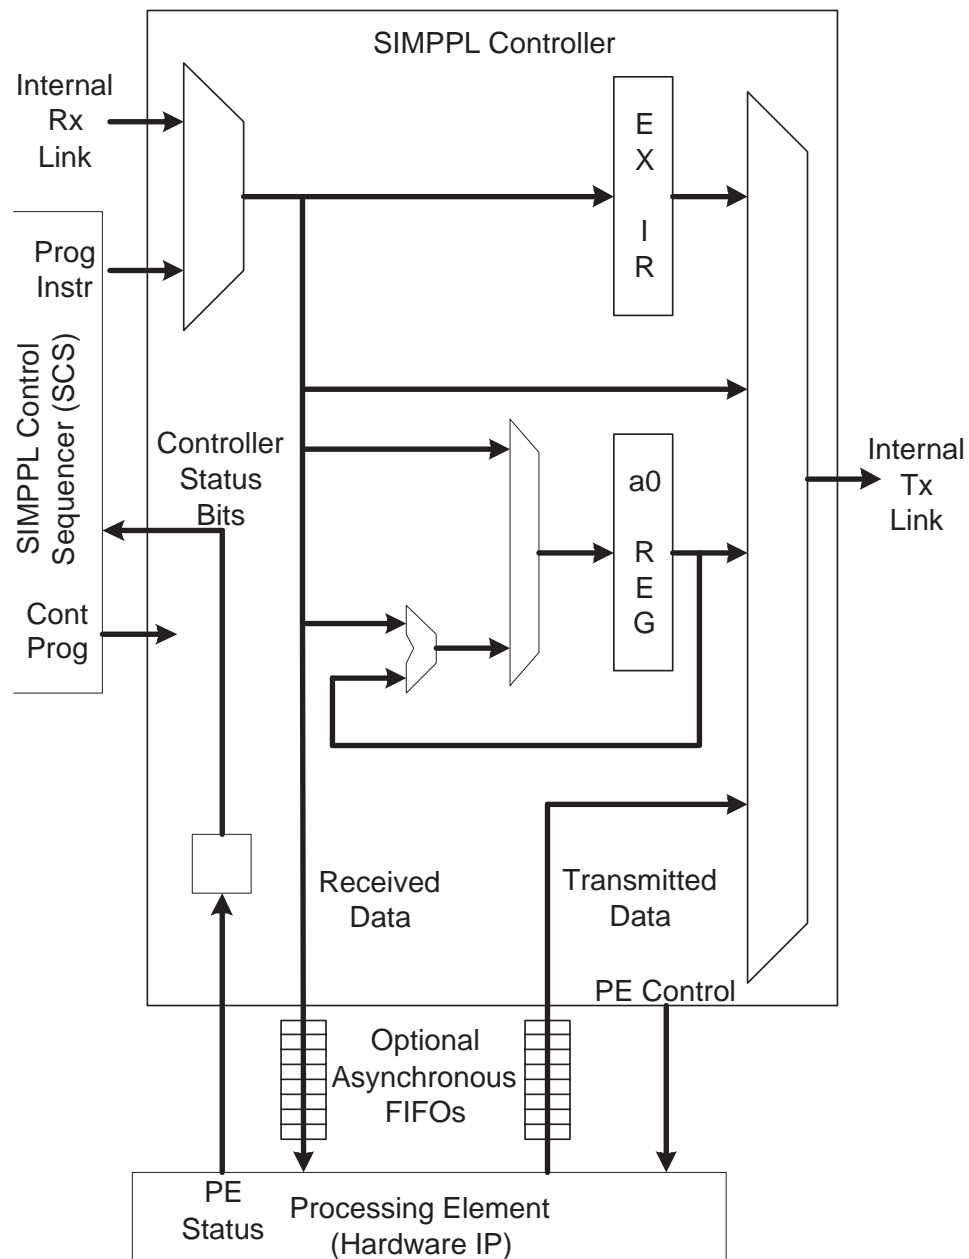 SIMPPL Controller
Internal
Rx
Link
E
X
I
R
Prog
Instr
SIMPPL Control
Sequencer (SCS)
Controller
Status
Bits
a0
R
E
G
Internal
Tx
Link
Cont
Prog
Received
Data
Transmitted
Data
PE Control
Optional
Asynchronous
FIFOs
PE
Status
Processing Element
(Hardware IP)